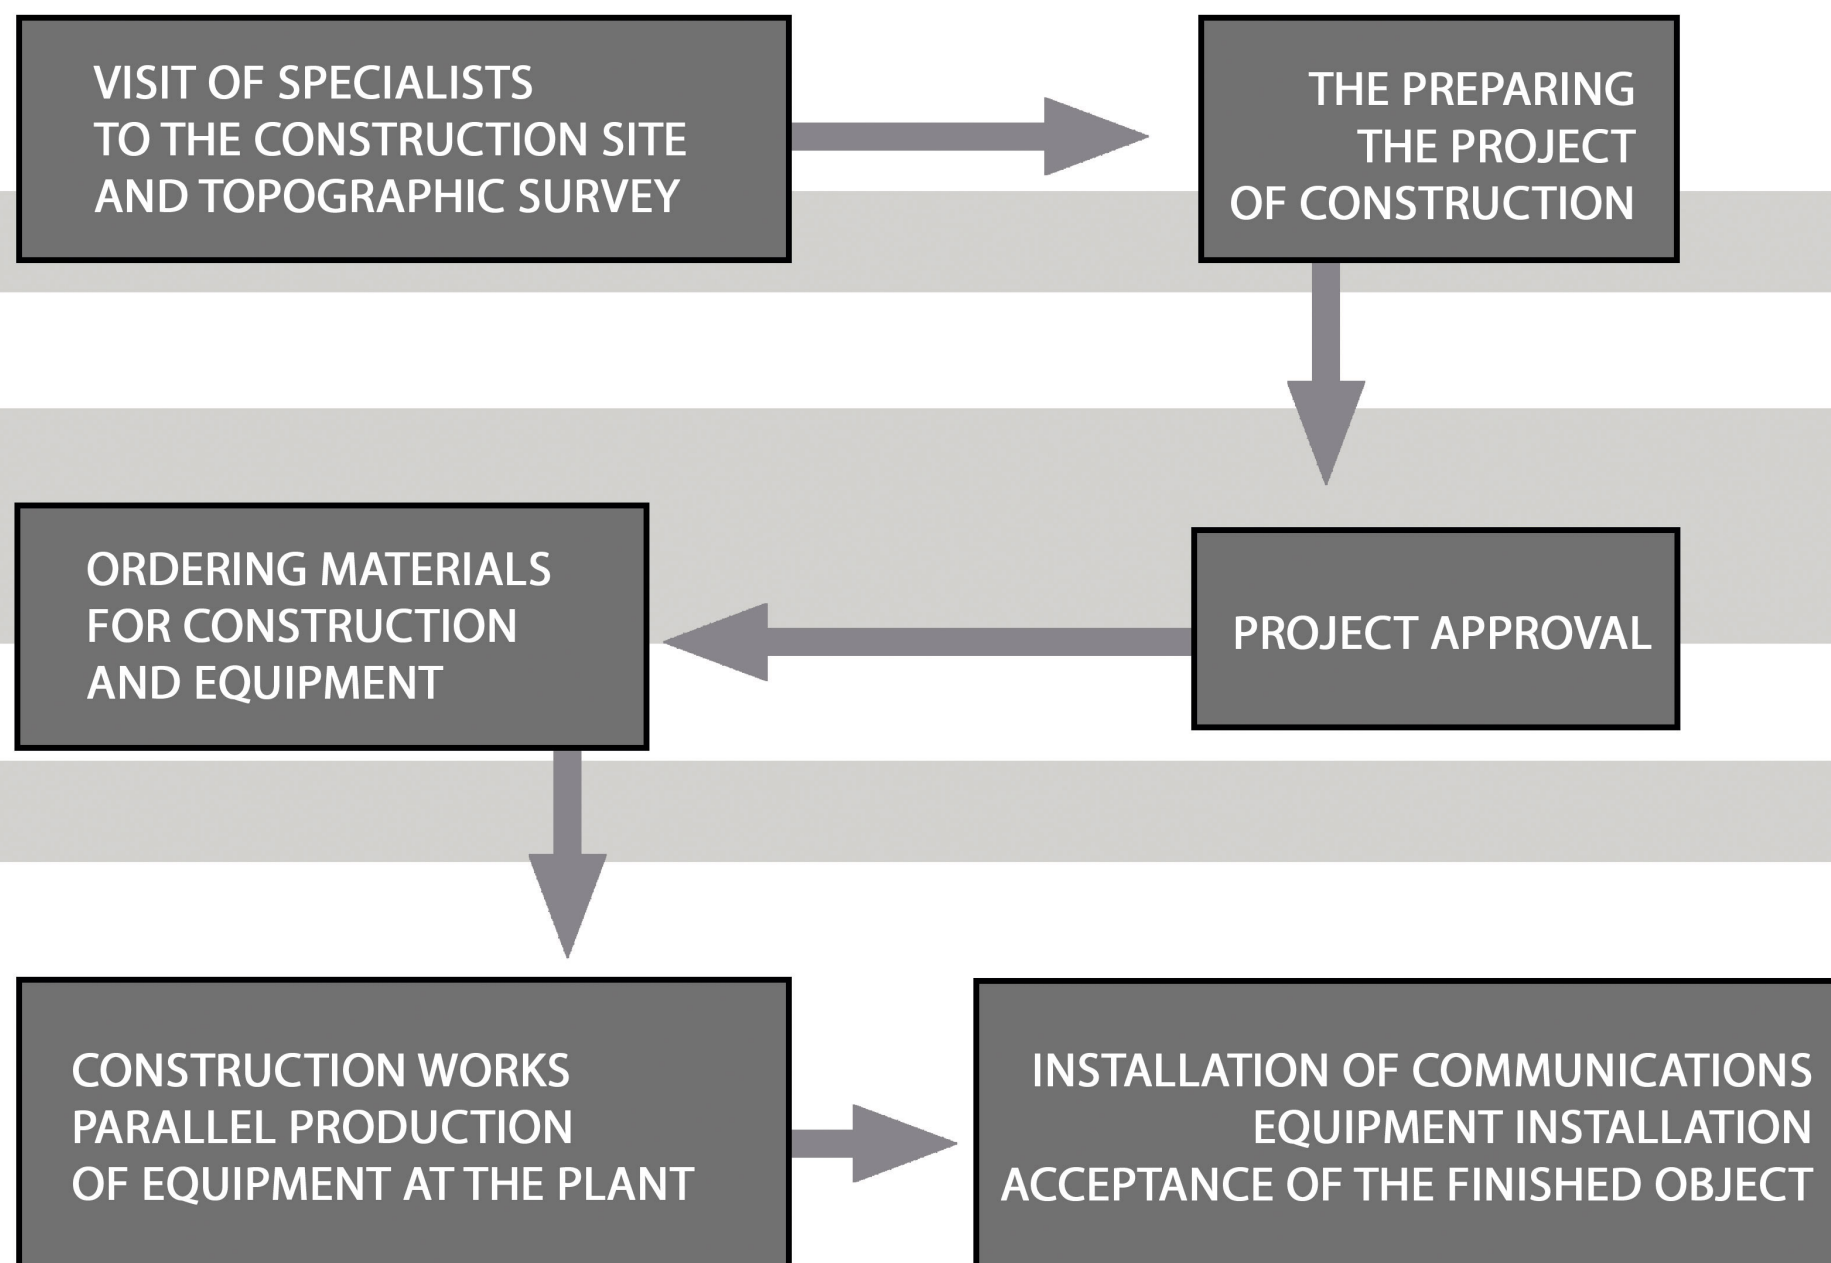 VISIT OF SPECIALISTS
TO THE CONSTRUCTION SITE
AND TOPOGRAPHIC SURVEY
THE PREPARING
THE PROJECT
OF CONSTRUCTION
PROJECT APPROVAL
ORDERING MATERIALS
FOR CONSTRUCTION
AND EQUIPMENT
CONSTRUCTION WORKS
PARALLEL PRODUCTION
OF EQUIPMENT AT THE PLANT
INSTALLATION OF COMMUNICATIONS
EQUIPMENT INSTALLATION
ACCEPTANCE OF THE FINISHED OBJECT